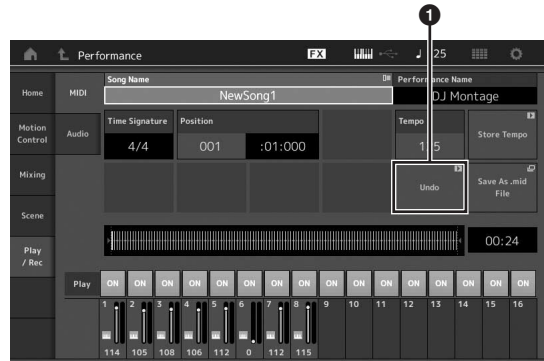 1
Performance
FX
25
Home
Motion
Control
Mixing
Scene
Play
/ Rec
MIDI
Audio
Song Name
NewSong1
Performance Name
DJ Montage
Time Signature
4/4
Position
001
:01:000
Tempo
Store Tempo
Undo
Save As .mid
File
00:24
Play
ON ON ON ON ON ON ON ON ON ON ON ON ON ON ON ON
1 2 3 4 5 6 7 8 9 10 11 12 13 14 15 16
114 105 108 106 112 0 112 115